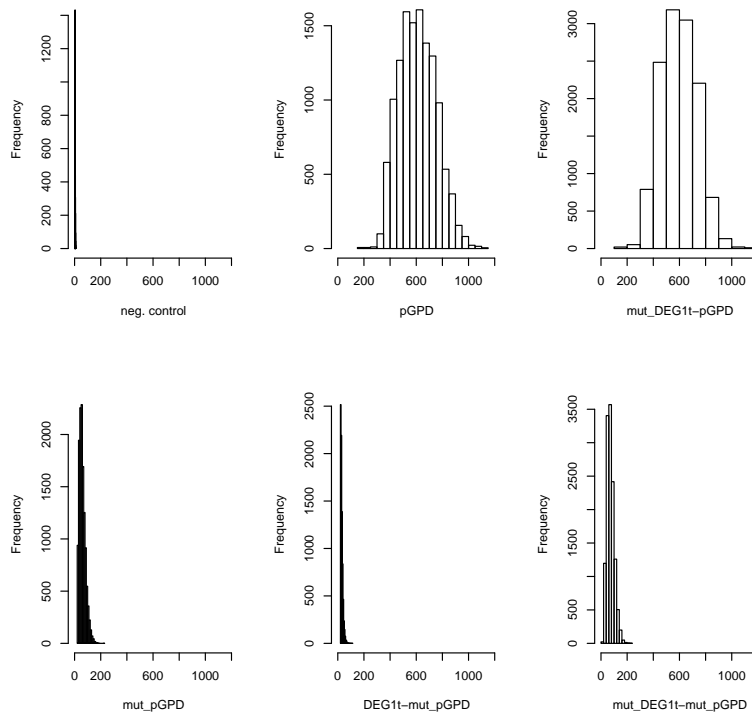 Frequency
0 200 400 600 800 1000 1400
0 200 600 1000
neg. control
Frequency
0 500 1000 1500
0 200 600 1000
pGPD
Frequency
0 500 1000 2000 3000
0 200 600 1000
mut_DEG1t−pGPD
Frequency
0 500 1000 1500 2000
0 200 600 1000
mut_pGPD
Frequency
0 500 1000 1500 2000 2500
0 200 600 1000
DEG1t−mut_pGPD
Frequency
0 500 1500 2500 3500
0 200 600 1000
mut_DEG1t−mut_pGPD